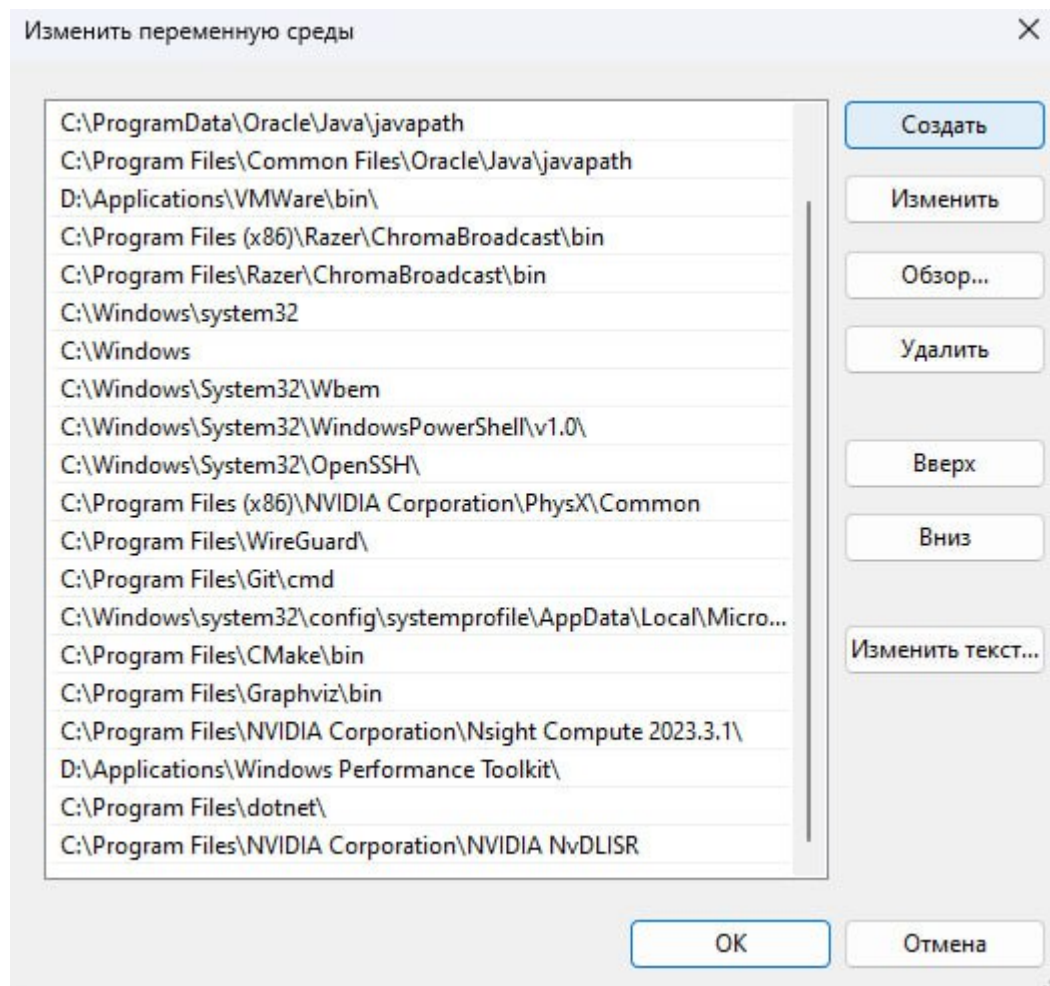 Изменить переменную среды
C:\ProgramData\Oracle\Java\javapath
C:\Program Files\Common Files\Oracle\Java\javapath
D:\Applications\VMWare\bin\
C:\Program Files (x86)\Razer\ChromaBroadcast\bin
C:\Program Files\Razer\ChromaBroadcast\bin
C:\Windows\system32
C:\Windows
C:\Windows\System32\Wbem
C:\Windows\System32\WindowsPowerShell\v1.0\
C:\Windows\System32\OpenSSH\
C:\Program Files (x86)\NVIDIA Corporation\PhysX\Common
C:\Program Files\WireGuard\
C:\Program Files\Git\cmd
C:\Windows\system32\config\systemprofile\AppData\Local\Micro...
C:\Program Files\CMake\bin
C:\Program Files\Graphviz\bin
C:\Program Files\NVIDIA Corporation\Nsight Compute 2023.3.1\
D:\Applications\Windows Performance Toolkit\
C:\Program Files\dotnet\
C:\Program Files\NVIDIA Corporation\NVIDIA NvDLISR
Создать
Изменить
Обзор...
Удалить
Вверх
Вниз
Изменить текст...
ОК
Отмена